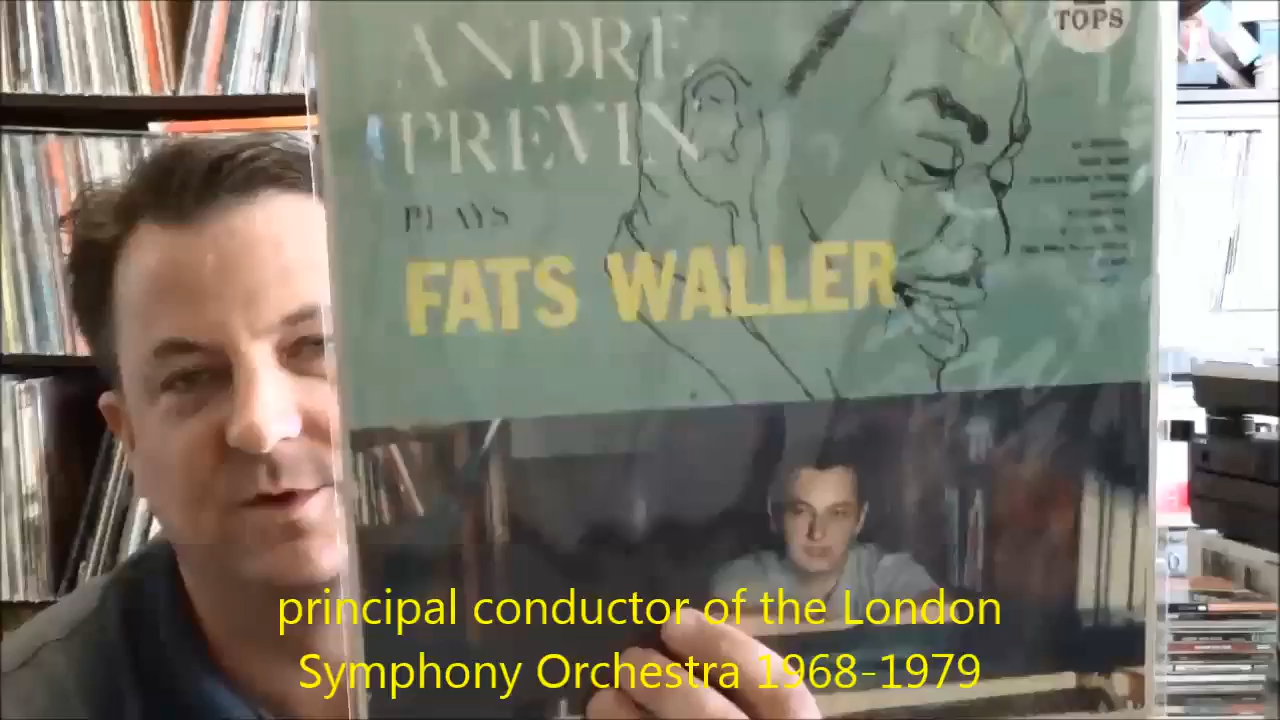 ANDRE
TOPS
PREVIN
PLAYS
FATS WALLER
principal conductor of the London
Symphony Orchestra 1968-1979